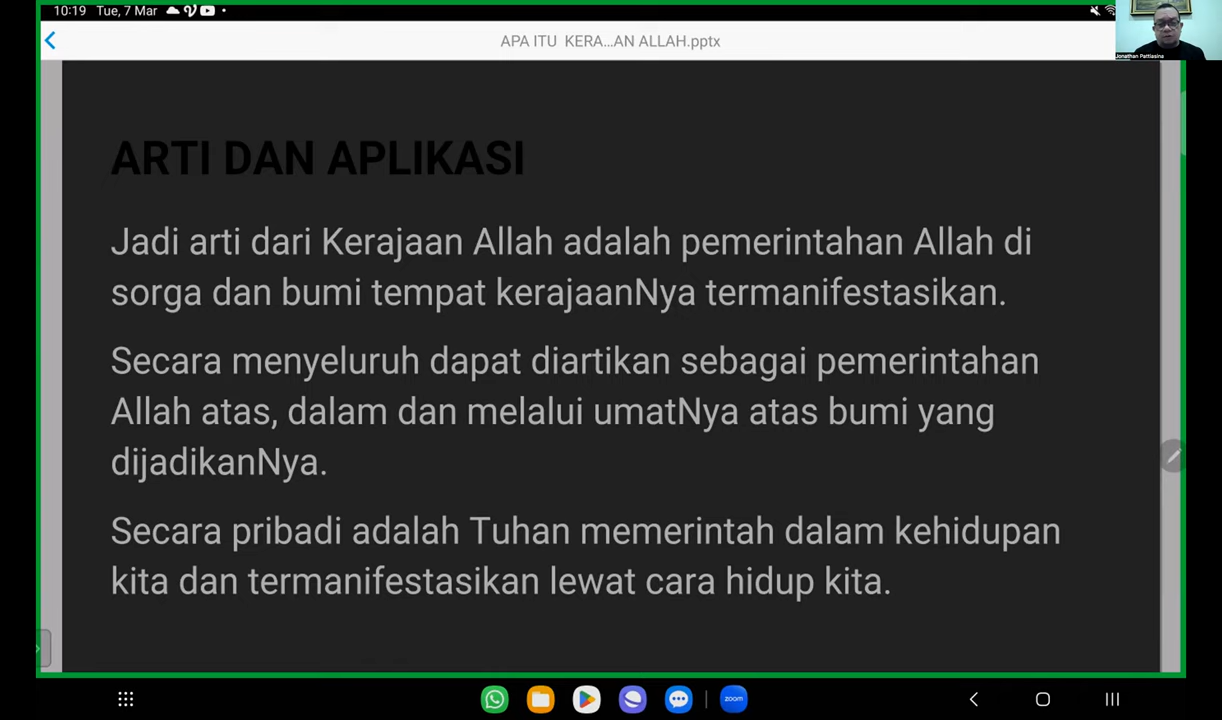 10:19 Tue, 7 Mar
APA ITU KERA...AN ALLAH.pptx
Jonathan Pattiasina
ARTI DAN APLIKASI
Jadi arti dari Kerajaan Allah adalah pemerintahan Allah di
sorga dan bumi tempat kerajaanNya termanifestasikan.
Secara menyeluruh dapat diartikan sebagai pemerintahan
Allah atas, dalam dan melalui umatNya atas bumi yang
dijadikanNya.
Secara pribadi adalah Tuhan memerintah dalam kehidupan
kita dan termanifestasikan lewat cara hidup kita.
zoom